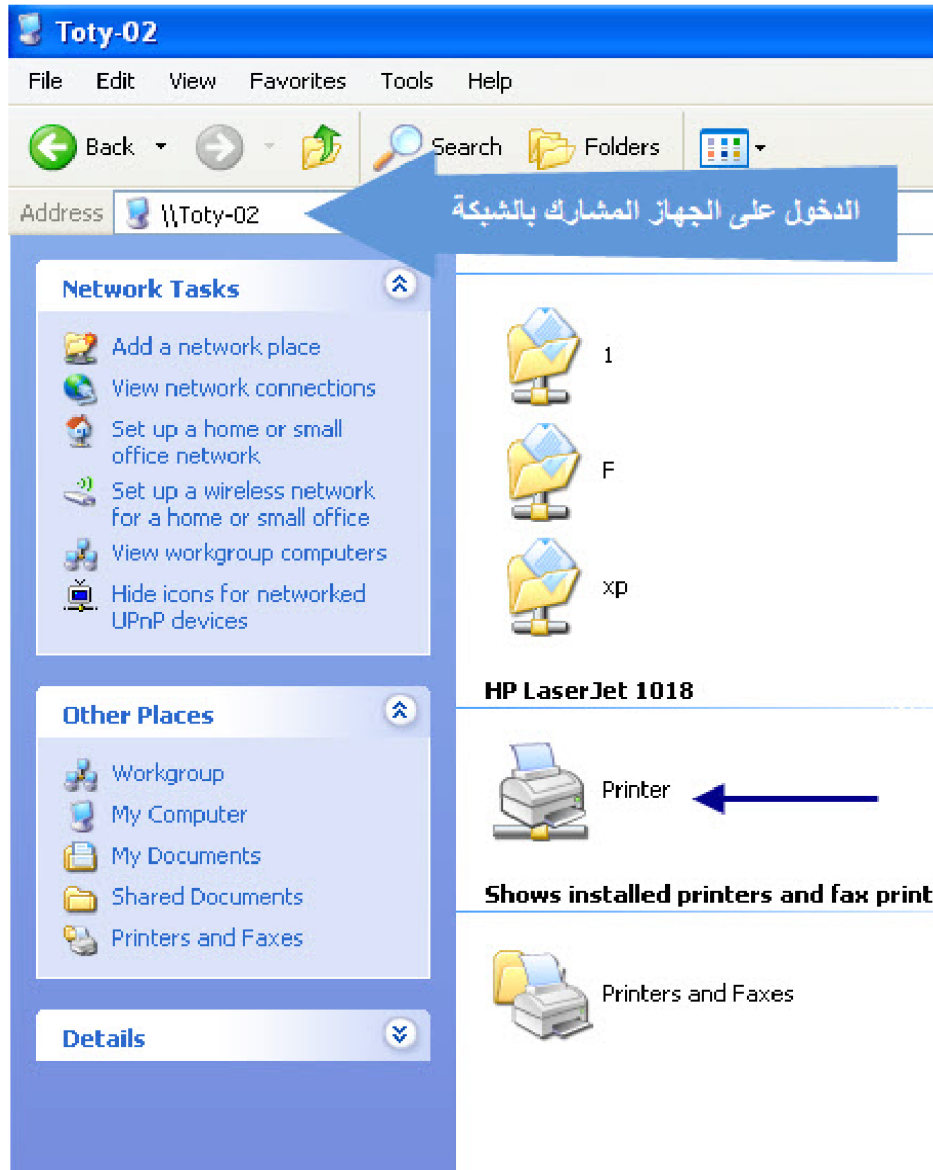 Toty-02
File Edit View Favorites Tools Help
Back Search Folders
Address \\Toty-02
الدخول على الجهاز المشارك بالشبكة
Network Tasks
Add a network place
View network connections
Set up a home or small
office network
Set up a wireless network
for a home or small office
View workgroup computers
Hide icons for networked
UPnP devices
Other Places
Workgroup
My Computer
My Documents
Shared Documents
Printers and Faxes
Details
1
F
xp
HP LaserJet 1018
Printer
Shows installed printers and fax print
Printers and Faxes